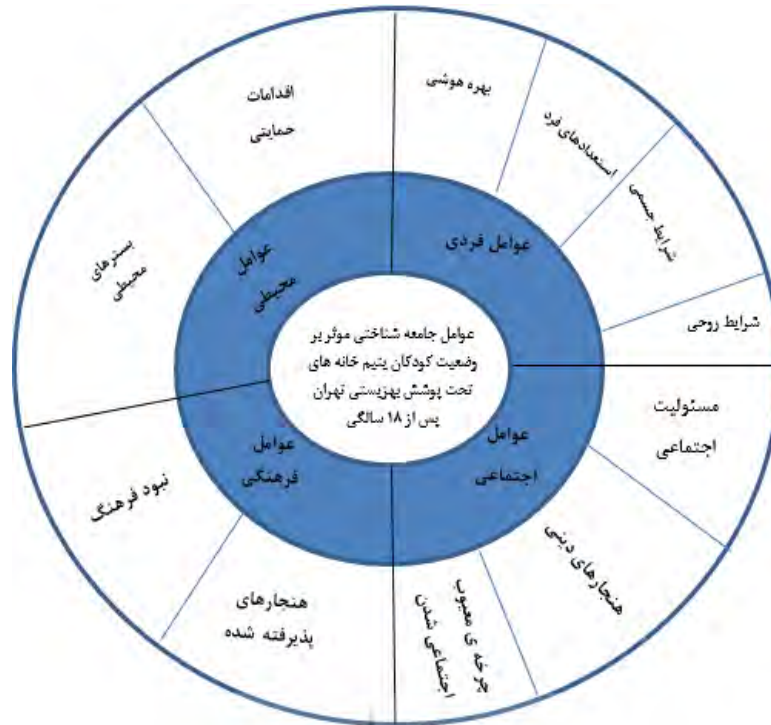 عوامل جامعه شناختی موثر بر
وضعیت کودکان یتیم خانه های
تحت پوشش بهزیستی تهران
پس از ۱۸ سالگی
عوامل فردی
بهره هوشی
استعدادهای فرد
شرایط جسمی
شرایط روحی
عوامل
اجتماعی
مسئولیت
اجتماعی
هنجارهای دینی
چرخه ی معیوب
اجتماعی شدن
عوامل
فرهنگی
هنجارهای
پذیرفته شده
نبود فرهنگ
عوامل
محیطی
بسترهای
محیطی
اقدامات
حمایتی